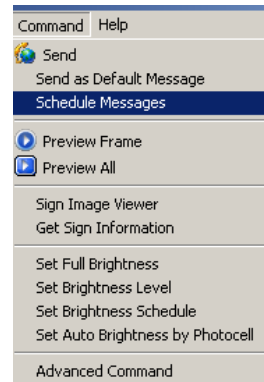 Command Help
Send
Send as Default Message
Schedule Messages
Preview Frame
Preview All
Sign Image Viewer
Get Sign Information
Set Full Brightness
Set Brightness Level
Set Brightness Schedule
Set Auto Brightness by Photocell
Advanced Command